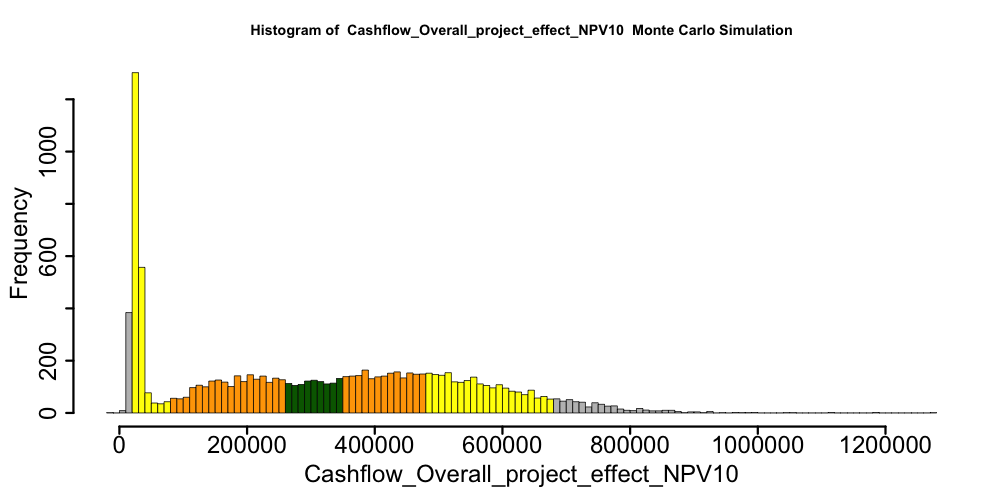 Histogram of  Cashflow_Overall_project_effect_NPV10  Monte Carlo Simulation
Frequency
1000
600
200
0
0 200000 400000 600000 800000 1000000 1200000
Cashflow_Overall_project_effect_NPV10